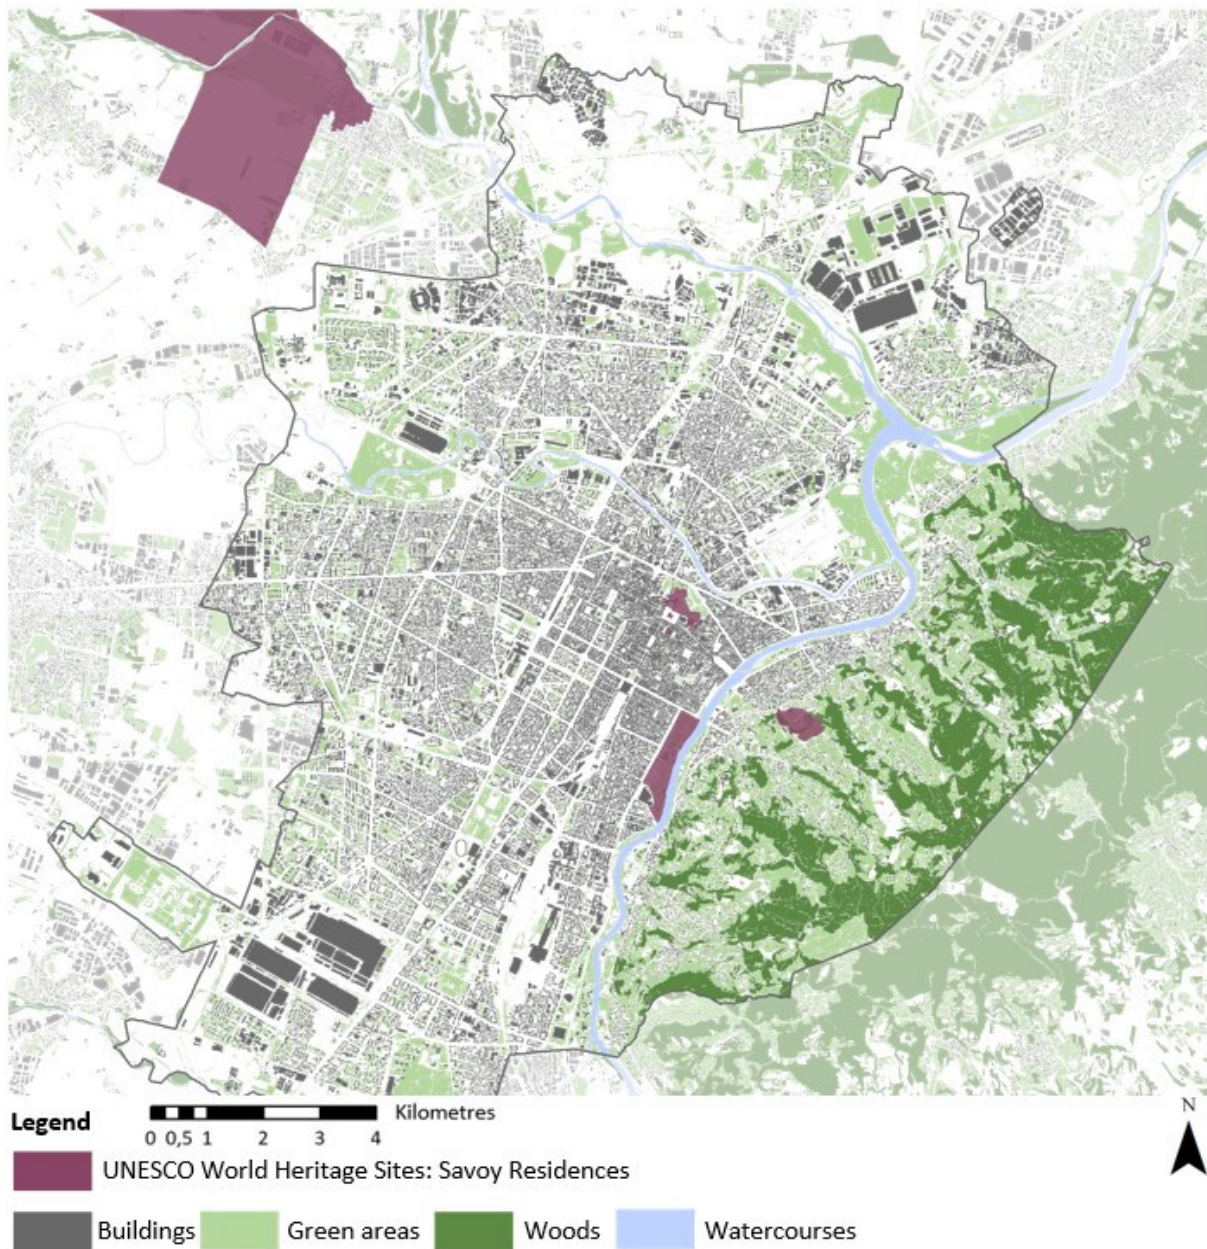 Legend
Kilometres
0 0,5 1 2 3 4
N
UNESCO World Heritage Sites: Savoy Residences
Buildings Green areas Woods Watercourses